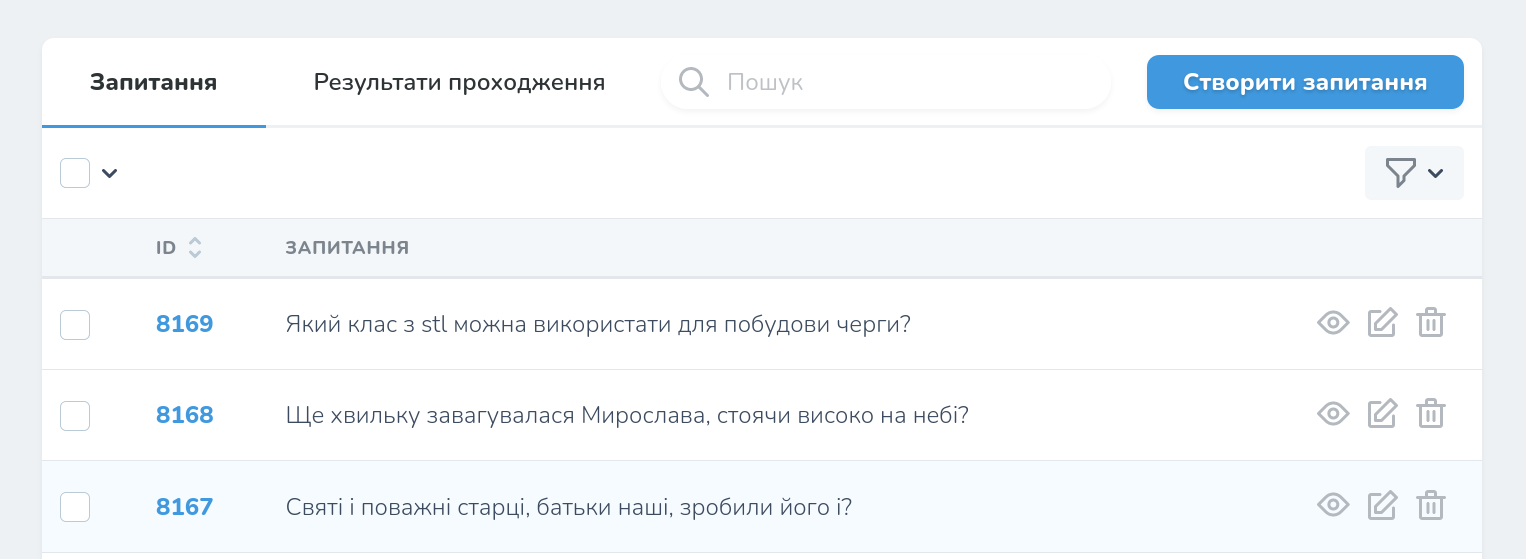 Запитання Результати проходження Пошук Створити запитання
ID ЗАПИТАННЯ
8169 Який клас з stl можна використати для побудови черги?
8168 Ще хвильку завагувалася Мирослава, стоячи високо на небі?
8167 Святі і поважні старці, батьки наші, зробили його і?